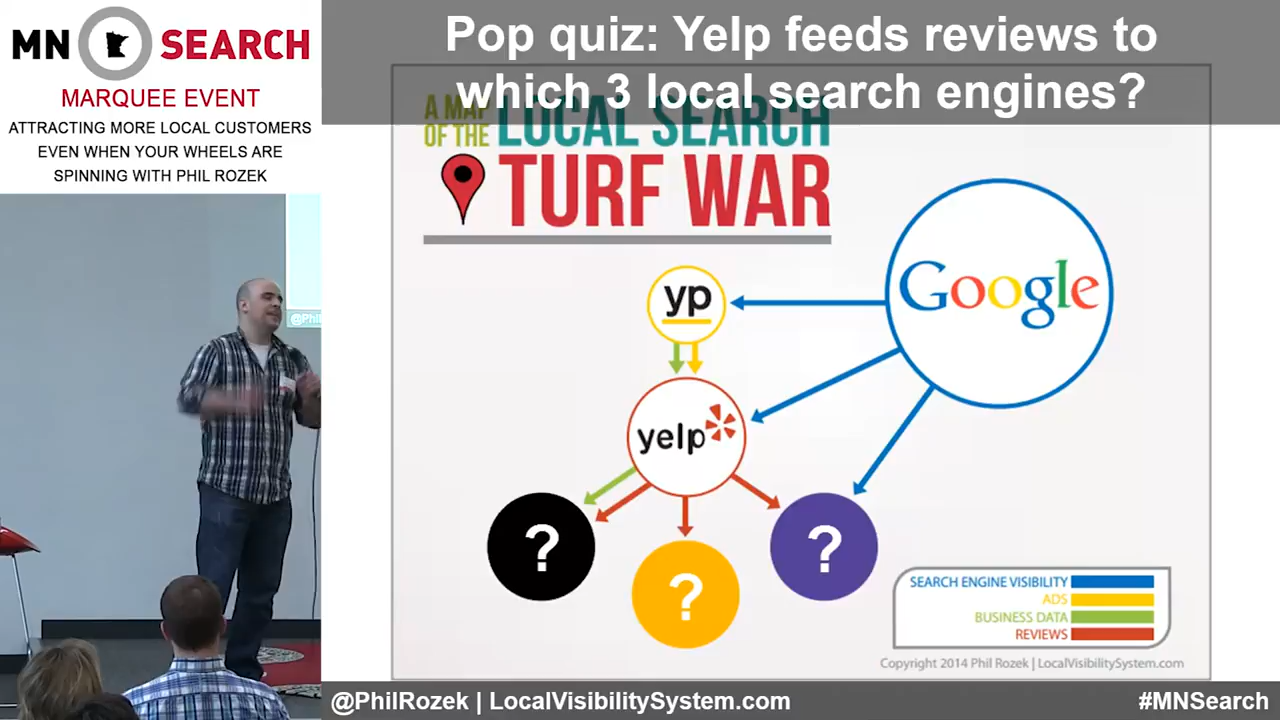 MN SEARCH
MARQUEE EVENT
ATTRACTING MORE LOCAL CUSTOMERS
EVEN WHEN YOUR WHEELS ARE
SPINNING WITH PHIL ROZEK
Pop quiz: Yelp feeds reviews to
which 3 local search engines?
A MAP
OF THE
LOCAL SEARCH
TURF WAR
Google
yp
yelp
?
?
?
SEARCH ENGINE VISIBILITY
ADS
BUSINESS DATA
REVIEWS
Copyright 2014 Phil Rozek | LocalVisibilitySystem.com
@PhilRozek | LocalVisibilitySystem.com
#MNSearch
@Phil